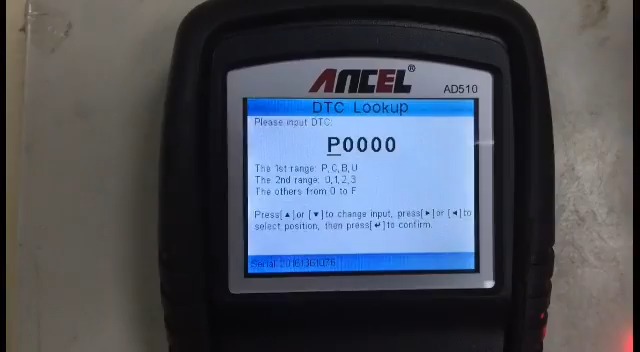 ANCEL®
AD510
DTC Lookup
Please input DTC:
P0000
The 1st range: P,C,B,U
The 2nd range: 0,1,2,3
The others from 0 to F
Press[▲]or [▼]to change input, press[►]or [◄]to
select position, then press[↵]to confirm.
Serial: